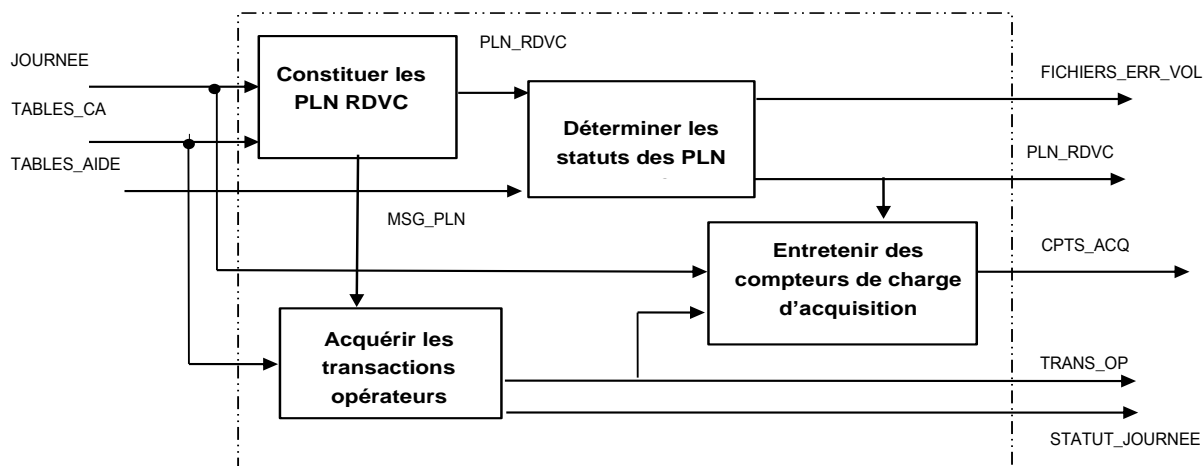 PLN_RDVC
JOURNEE
Constituer les
PLN RDVC
FICHIERS_ERR_VOL
TABLES_CA
Déterminer les
statuts des PLN
TABLES_AIDE
PLN_RDVC
MSG_PLN
Entretenir des
compteurs de charge
d’acquisition
CPTS_ACQ
Acquérir les
transactions
opérateurs
TRANS_OP
STATUT_JOURNEE